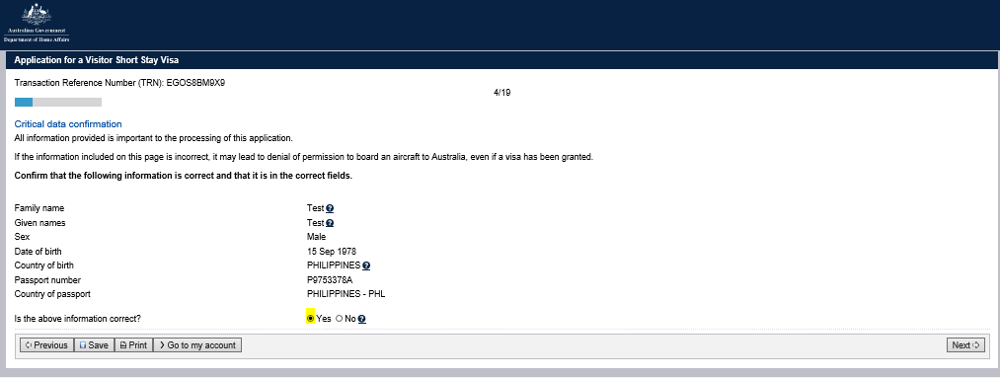 Australian Government
Department of Home Affairs
Application for a Visitor Short Stay Visa
Transaction Reference Number (TRN): EGOS8BM9X9
4/19
Critical data confirmation
All information provided is important to the processing of this application.
If the information included on this page is incorrect, it may lead to denial of permission to board an aircraft to Australia, even if a visa has been granted.
Confirm that the following information is correct and that it is in the correct fields.
Family name Test
Given names Test
Sex Male
Date of birth 15 Sep 1978
Country of birth PHILIPPINES
Passport number P9753378A
Country of passport PHILIPPINES - PHL
Is the above information correct? Yes No
Previous Save Print Go to my account Next